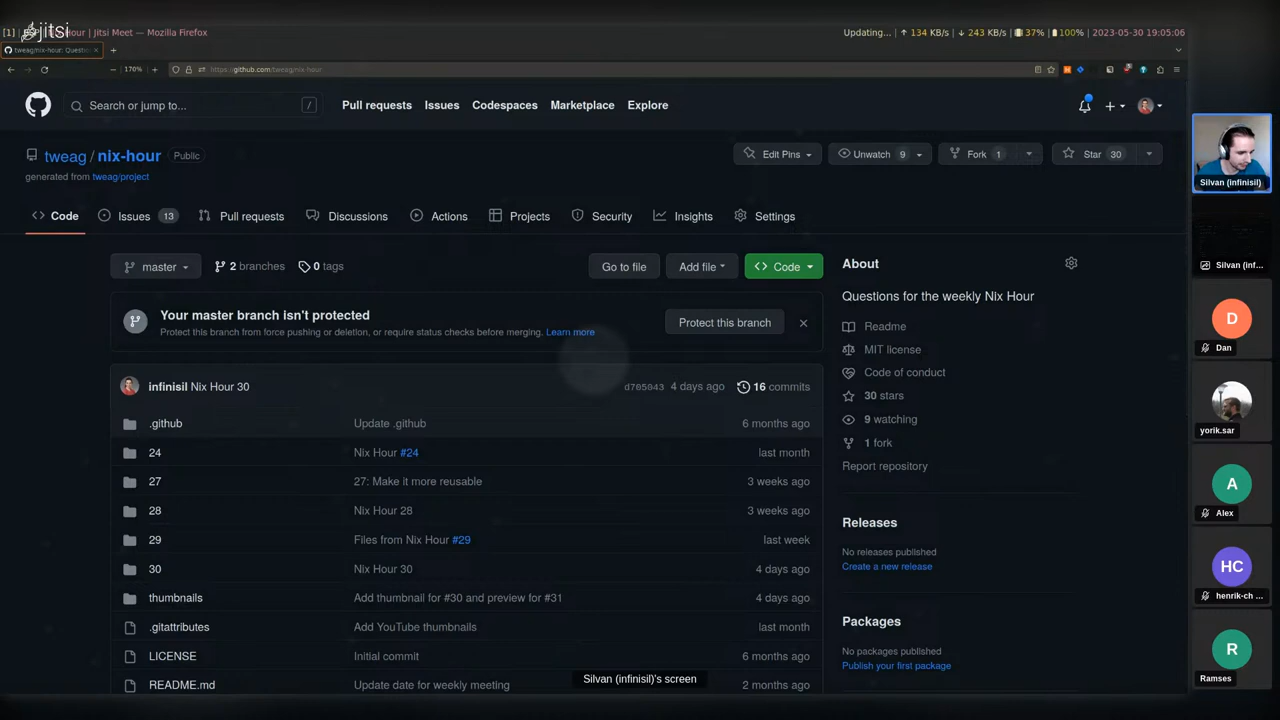 jitsi
[1] Hour | Jitsi Meet — Mozilla Firefox
Updating... | ↑ 134 KB/s | ↓ 243 KB/s | 37% | 100% | 2023-05-30 19:05:06
tweag/nix-hour: Questio
170%
https://github.com/tweag/nix-hour
Search or jump to...
/
Pull requests
Issues
Codespaces
Marketplace
Explore
tweag / nix-hour
Public
Edit Pins
Unwatch 9
Fork 1
Star 30
generated from tweag/project
Code
Issues 13
Pull requests
Discussions
Actions
Projects
Security
Insights
Settings
master
2 branches
0 tags
Go to file
Add file
Code
Your master branch isn't protected
Protect this branch from force pushing or deletion, or require status checks before merging. Learn more
Protect this branch
infinisil Nix Hour 30
d705043 4 days ago
16 commits
.github Update .github 6 months ago
24 Nix Hour #24 last month
27 27: Make it more reusable 3 weeks ago
28 Nix Hour 28 3 weeks ago
29 Files from Nix Hour #29 last week
30 Nix Hour 30 4 days ago
thumbnails Add thumbnail for #30 and preview for #31 4 days ago
.gitattributes Add YouTube thumbnails last month
LICENSE Initial commit 6 months ago
README.md Update date for weekly meeting 2 months ago
About
Questions for the weekly Nix Hour
Readme
MIT license
Code of conduct
30 stars
9 watching
1 fork
Report repository
Releases
No releases published
Create a new release
Packages
No packages published
Publish your first package
Silvan (infinisil)'s screen
Silvan (infinisil)
Silvan (inf...
D
Dan
yorik.sar
A
Alex
HC
henrik-ch ...
R
Ramses